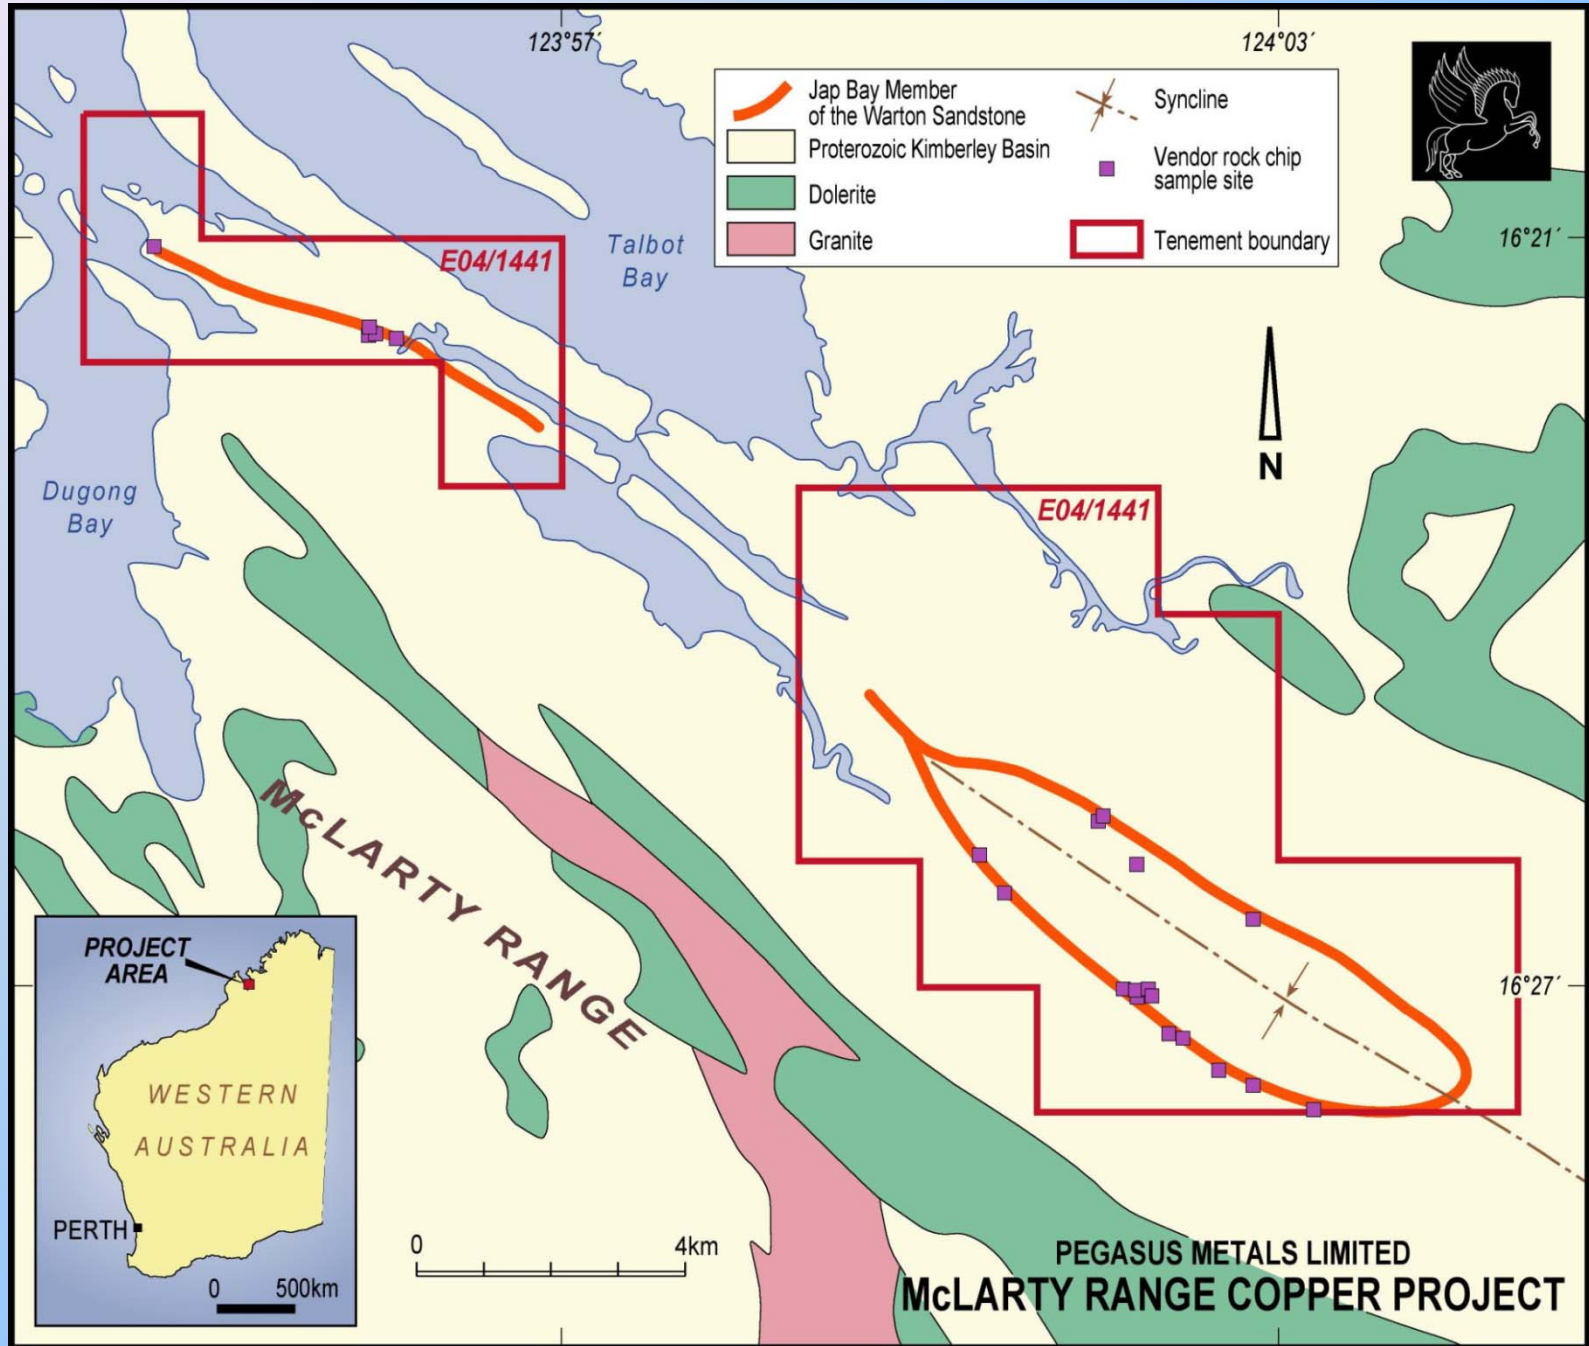 123°57´
124°03´
Jap Bay Member
of the Warton Sandstone
Proterozoic Kimberley Basin
Dolerite
Granite
Syncline
Vendor rock chip
sample site
Tenement boundary
Talbot
Bay
E04/1441
16°21´
N
Dugong
Bay
E04/1441
McLARTY RANGE
16°27´
PROJECT
AREA
WESTERN
AUSTRALIA
PERTH
0 500km
0 4km
PEGASUS METALS LIMITED
McLARTY RANGE COPPER PROJECT